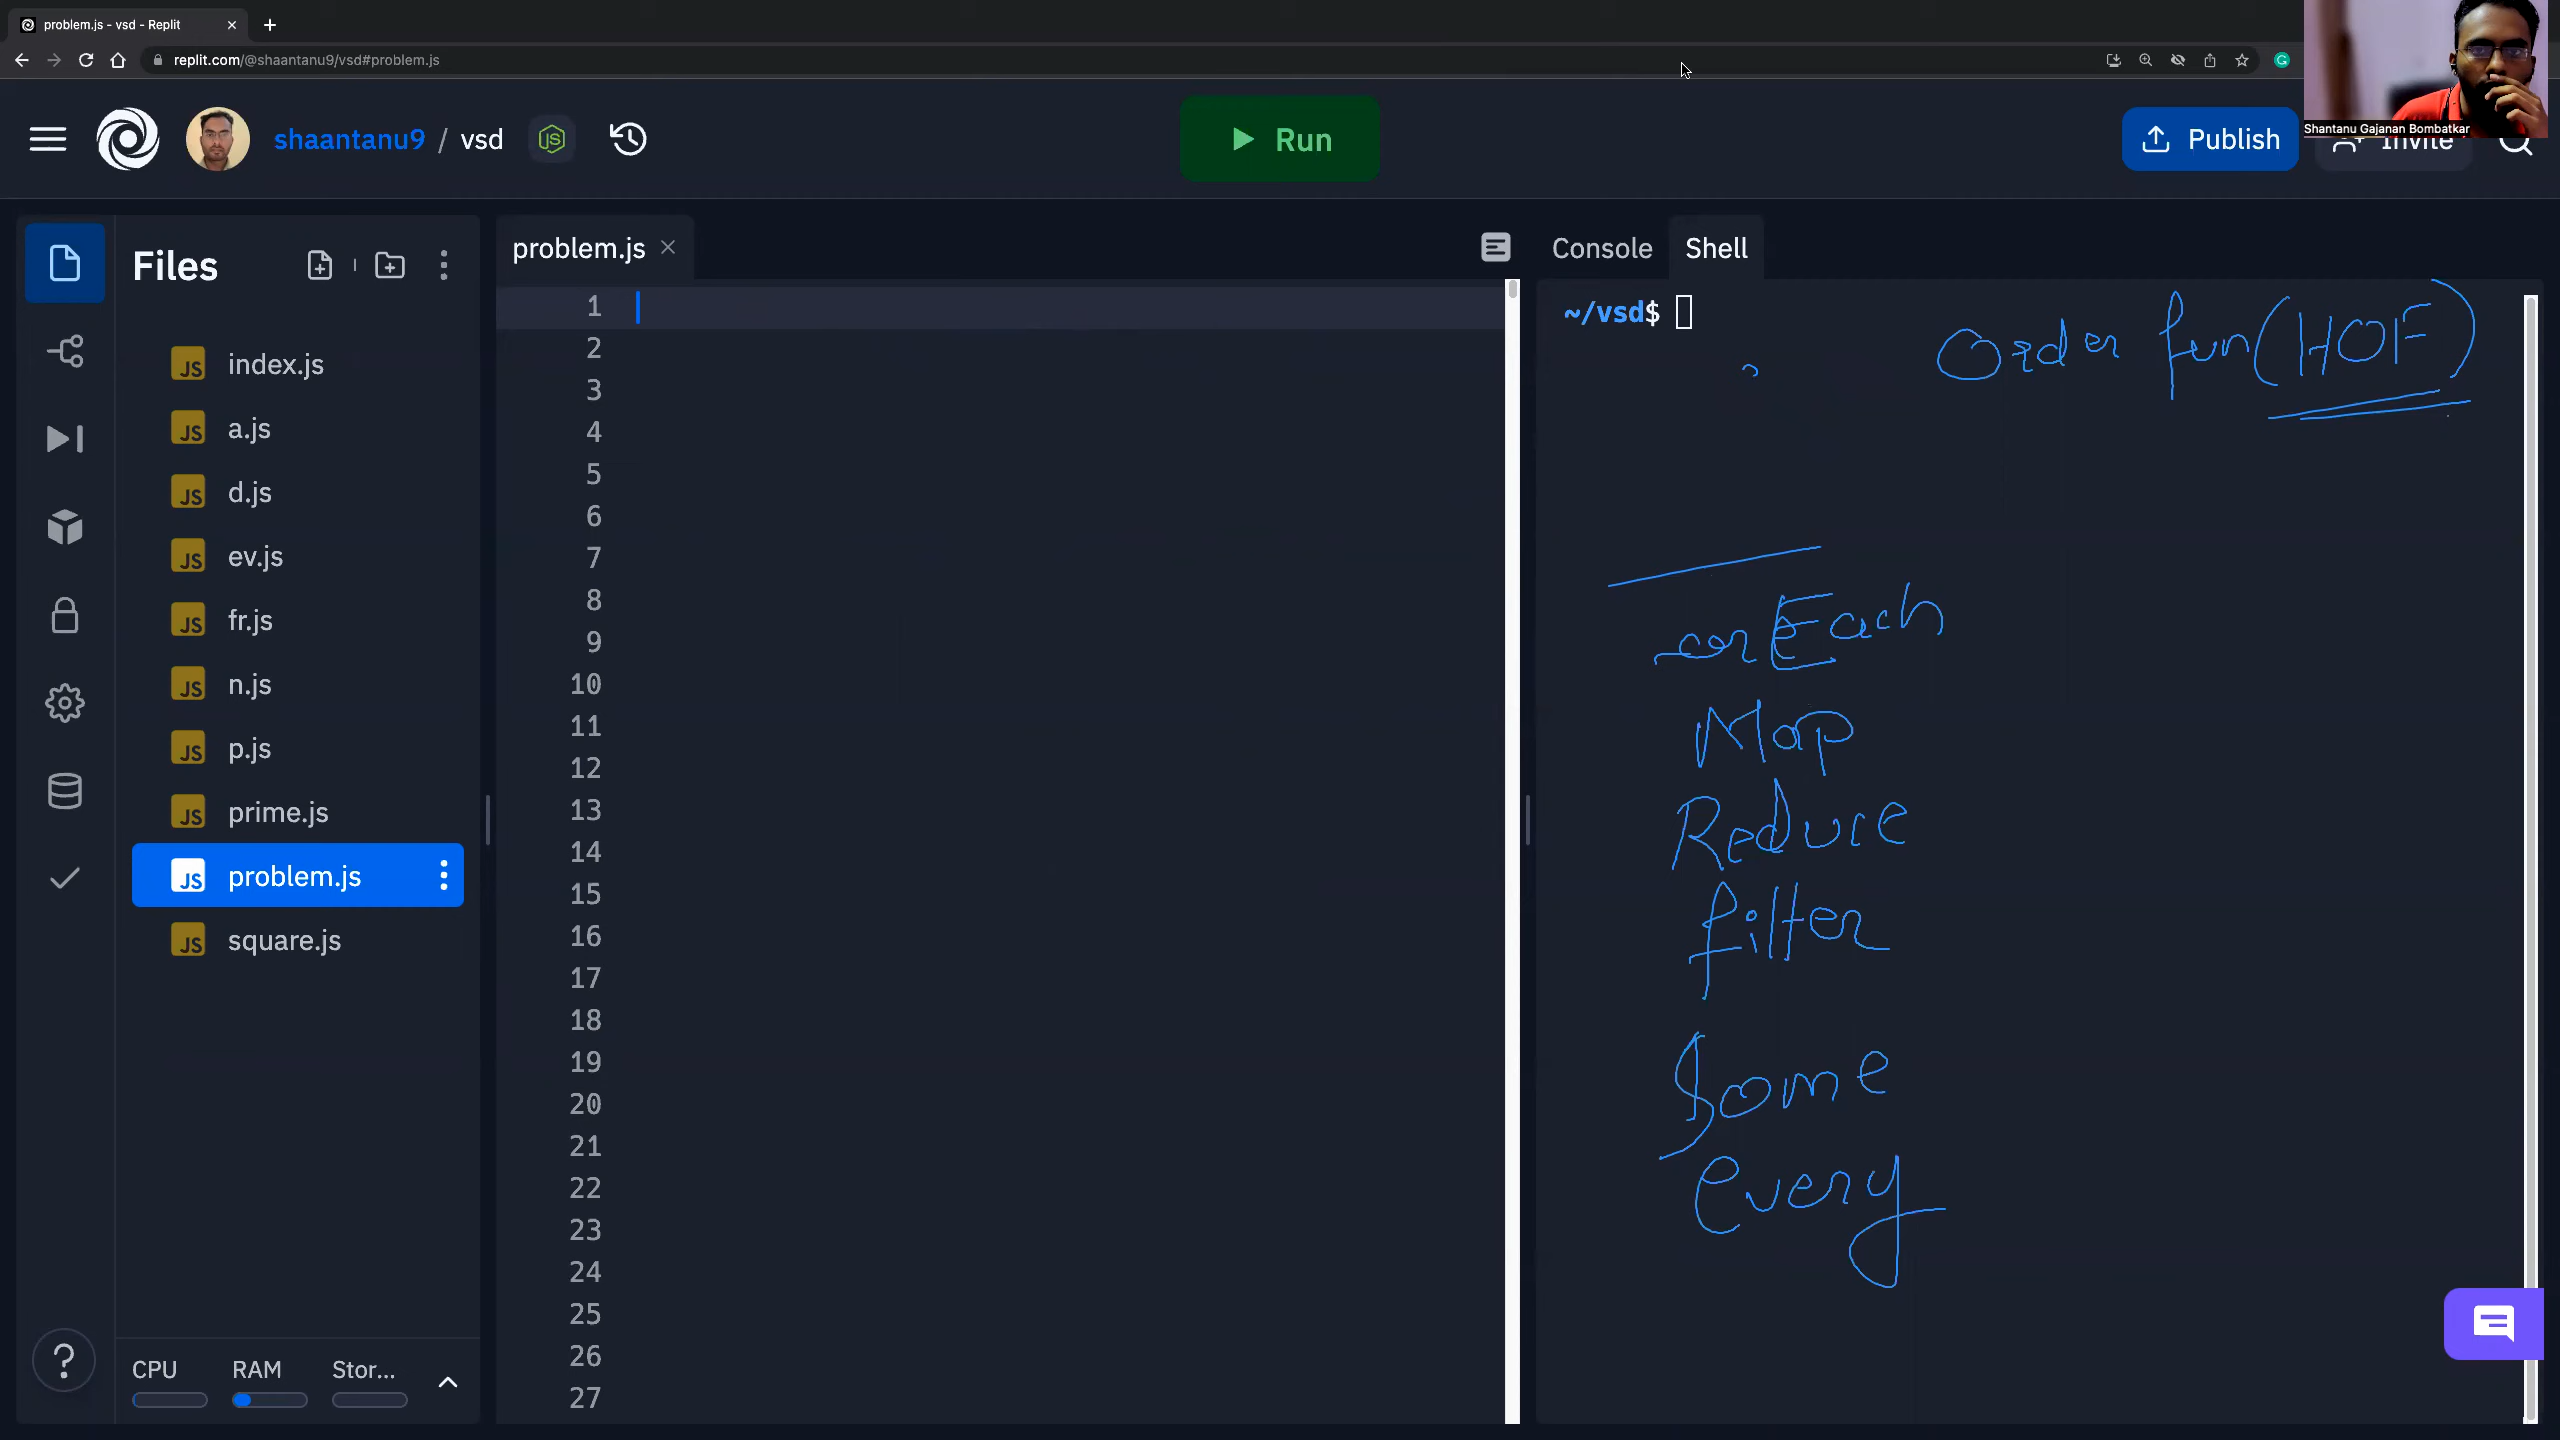 problem.js - vsd - Replit
replit.com/@shaantanu9/vsd#problem.js
Shantanu Gajanan Bombatkar
shaantanu9 / vsd
Run
Publish
Invite
Files
index.js
a.js
d.js
ev.js
fr.js
n.js
p.js
prime.js
problem.js
square.js
CPU RAM Stor...
problem.js
1
2
3
4
5
6
7
8
9
10
11
12
13
14
15
16
17
18
19
20
21
22
23
24
25
26
27
Console Shell
~/vsd$
Order fun(HOF)
Each
Map
Reduce
filter
Some
every